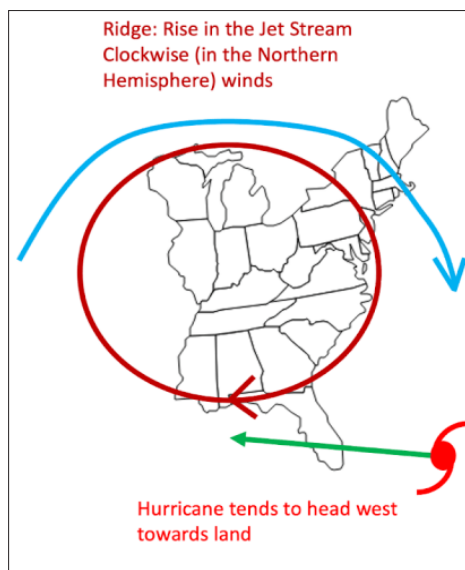 Ridge: Rise in the Jet Stream
Clockwise (in the Northern
Hemisphere) winds
Hurricane tends to head west
towards land